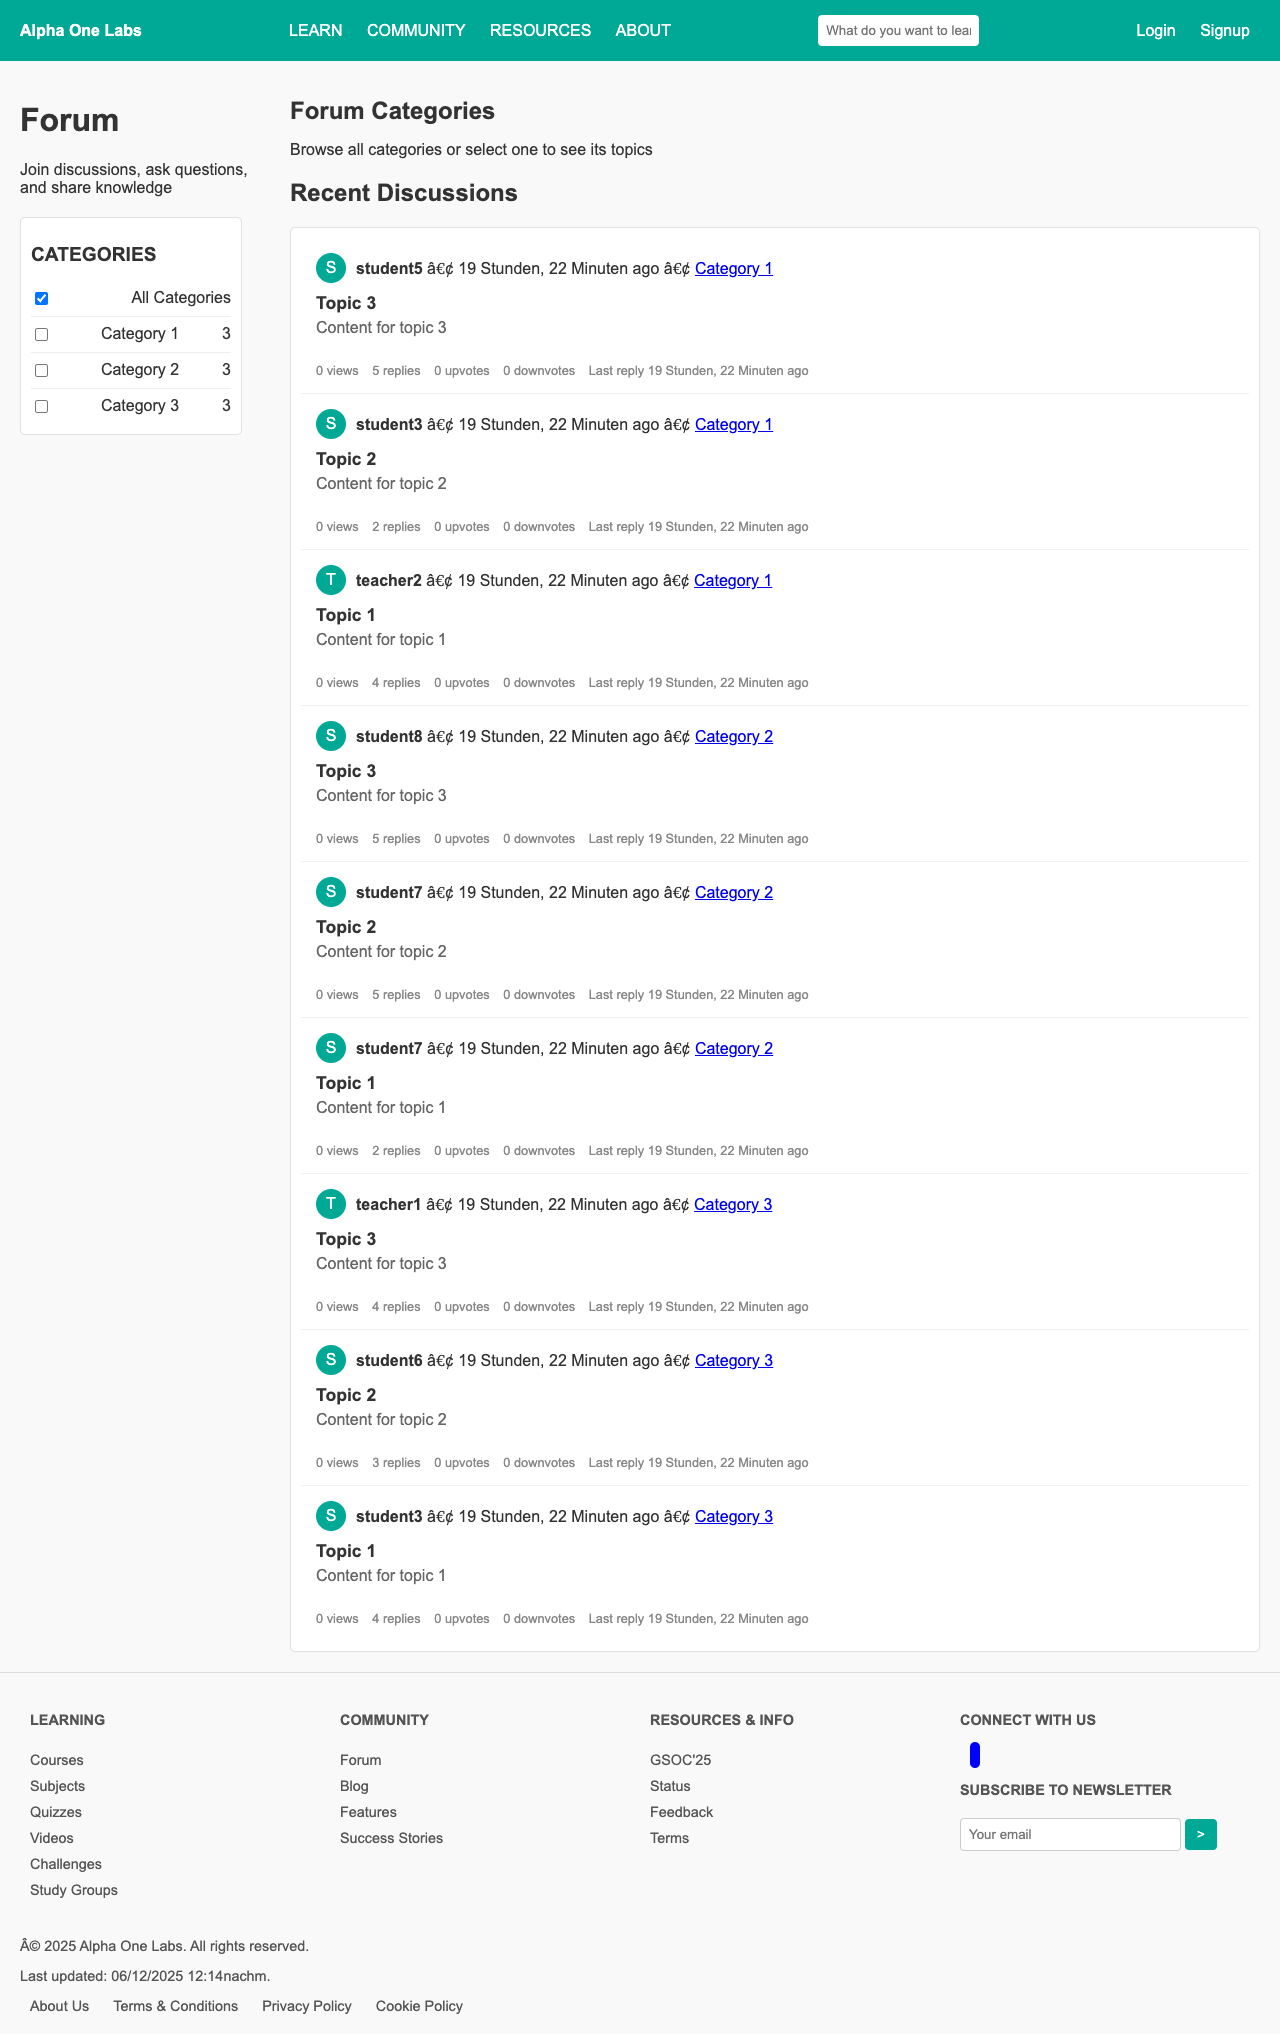 Alpha One Labs LEARN COMMUNITY RESOURCES ABOUT What do you want to lear Login Signup
Forum
Join discussions, ask questions,
and share knowledge
CATEGORIES
All Categories
Category 1 3
Category 2 3
Category 3 3
Forum Categories
Browse all categories or select one to see its topics
Recent Discussions
S student5 â€¢ 19 Stunden, 22 Minuten ago â€¢ Category 1
Topic 3
Content for topic 3
0 views 5 replies 0 upvotes 0 downvotes Last reply 19 Stunden, 22 Minuten ago
S student3 â€¢ 19 Stunden, 22 Minuten ago â€¢ Category 1
Topic 2
Content for topic 2
0 views 2 replies 0 upvotes 0 downvotes Last reply 19 Stunden, 22 Minuten ago
T teacher2 â€¢ 19 Stunden, 22 Minuten ago â€¢ Category 1
Topic 1
Content for topic 1
0 views 4 replies 0 upvotes 0 downvotes Last reply 19 Stunden, 22 Minuten ago
S student8 â€¢ 19 Stunden, 22 Minuten ago â€¢ Category 2
Topic 3
Content for topic 3
0 views 5 replies 0 upvotes 0 downvotes Last reply 19 Stunden, 22 Minuten ago
S student7 â€¢ 19 Stunden, 22 Minuten ago â€¢ Category 2
Topic 2
Content for topic 2
0 views 5 replies 0 upvotes 0 downvotes Last reply 19 Stunden, 22 Minuten ago
S student7 â€¢ 19 Stunden, 22 Minuten ago â€¢ Category 2
Topic 1
Content for topic 1
0 views 2 replies 0 upvotes 0 downvotes Last reply 19 Stunden, 22 Minuten ago
T teacher1 â€¢ 19 Stunden, 22 Minuten ago â€¢ Category 3
Topic 3
Content for topic 3
0 views 4 replies 0 upvotes 0 downvotes Last reply 19 Stunden, 22 Minuten ago
S student6 â€¢ 19 Stunden, 22 Minuten ago â€¢ Category 3
Topic 2
Content for topic 2
0 views 3 replies 0 upvotes 0 downvotes Last reply 19 Stunden, 22 Minuten ago
S student3 â€¢ 19 Stunden, 22 Minuten ago â€¢ Category 3
Topic 1
Content for topic 1
0 views 4 replies 0 upvotes 0 downvotes Last reply 19 Stunden, 22 Minuten ago
LEARNING
Courses
Subjects
Quizzes
Videos
Challenges
Study Groups
COMMUNITY
Forum
Blog
Features
Success Stories
RESOURCES & INFO
GSOC'25
Status
Feedback
Terms
CONNECT WITH US
SUBSCRIBE TO NEWSLETTER
Your email >
Â© 2025 Alpha One Labs. All rights reserved.
Last updated: 06/12/2025 12:14nachm.
About Us Terms & Conditions Privacy Policy Cookie Policy